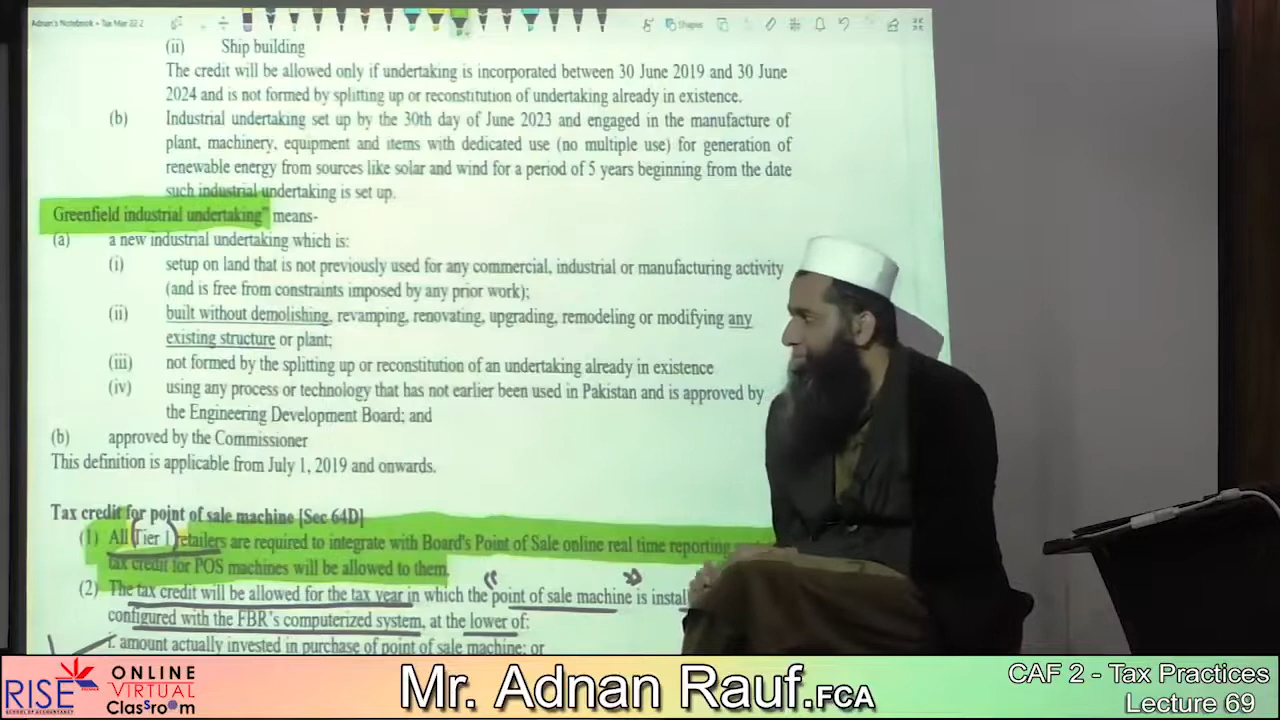 Adnan's Notebook - Tax Mar 22 2
Shapes
(ii) Ship building
The credit will be allowed only if undertaking is incorporated between 30 June 2019 and 30 June
2024 and is not formed by splitting up or reconstitution of undertaking already in existence.
(b) Industrial undertaking set up by the 30th day of June 2023 and engaged in the manufacture of
plant, machinery, equipment and items with dedicated use (no multiple use) for generation of
renewable energy from sources like solar and wind for a period of 5 years beginning from the date
such industrial undertaking is set up.
Greenfield industrial undertaking" means-
(a) a new industrial undertaking which is:
(i) setup on land that is not previously used for any commercial, industrial or manufacturing activity
(and is free from constraints imposed by any prior work);
(ii) built without demolishing, revamping, renovating, upgrading, remodeling or modifying any
existing structure or plant;
(iii) not formed by the splitting up or reconstitution of an undertaking already in existence
(iv) using any process or technology that has not earlier been used in Pakistan and is approved by
the Engineering Development Board; and
(b) approved by the Commissioner
This definition is applicable from July 1, 2019 and onwards.
Tax credit for point of sale machine [Sec 64D]
(1) All (Tier 1) retailers are required to integrate with Board's Point of Sale online real time reporting
tax credit for POS machines will be allowed to them.
(2) The tax credit will be allowed for the tax year in which the point of sale machine is instal
configured with the FBR's computerized system, at the lower of:
i. amount actually invested in purchase of point of sale machine; or
RISE
SCHOOL OF ACCOUNTANCY
ONLINE
VIRTUAL
Classroom
Mr. Adnan Rauf.FCA
CAF 2 - Tax Practices
Lecture 69